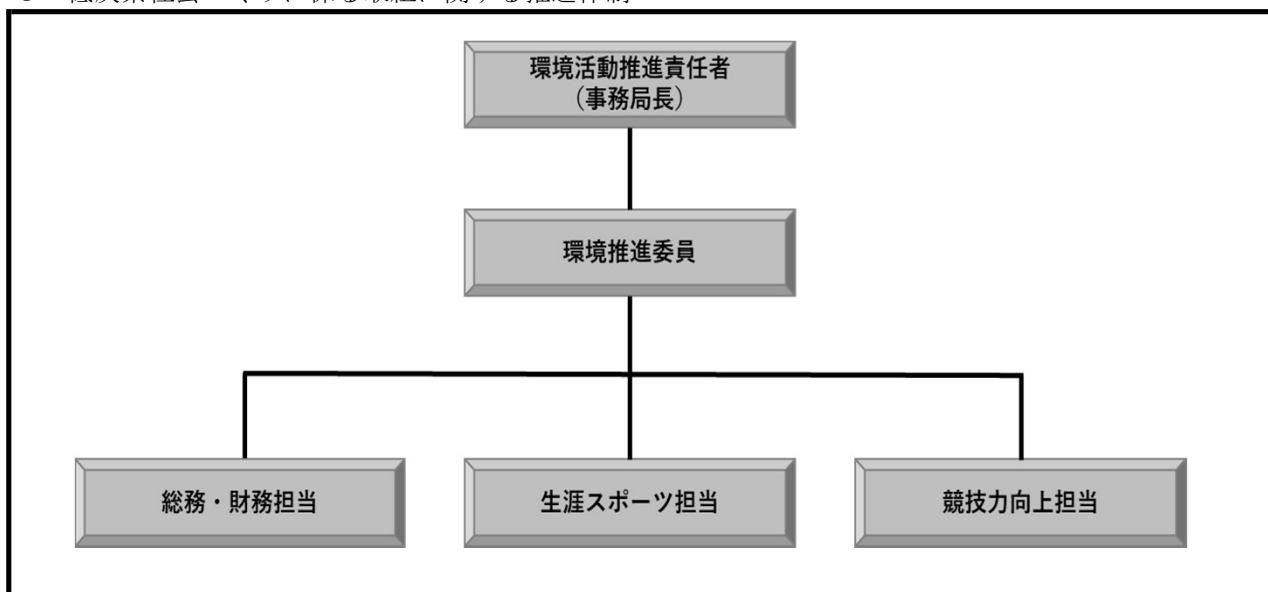 環境活動推進責任者
（事務局長）
環境推進委員
総務・財務担当
生涯スポーツ担当
競技力向上担当